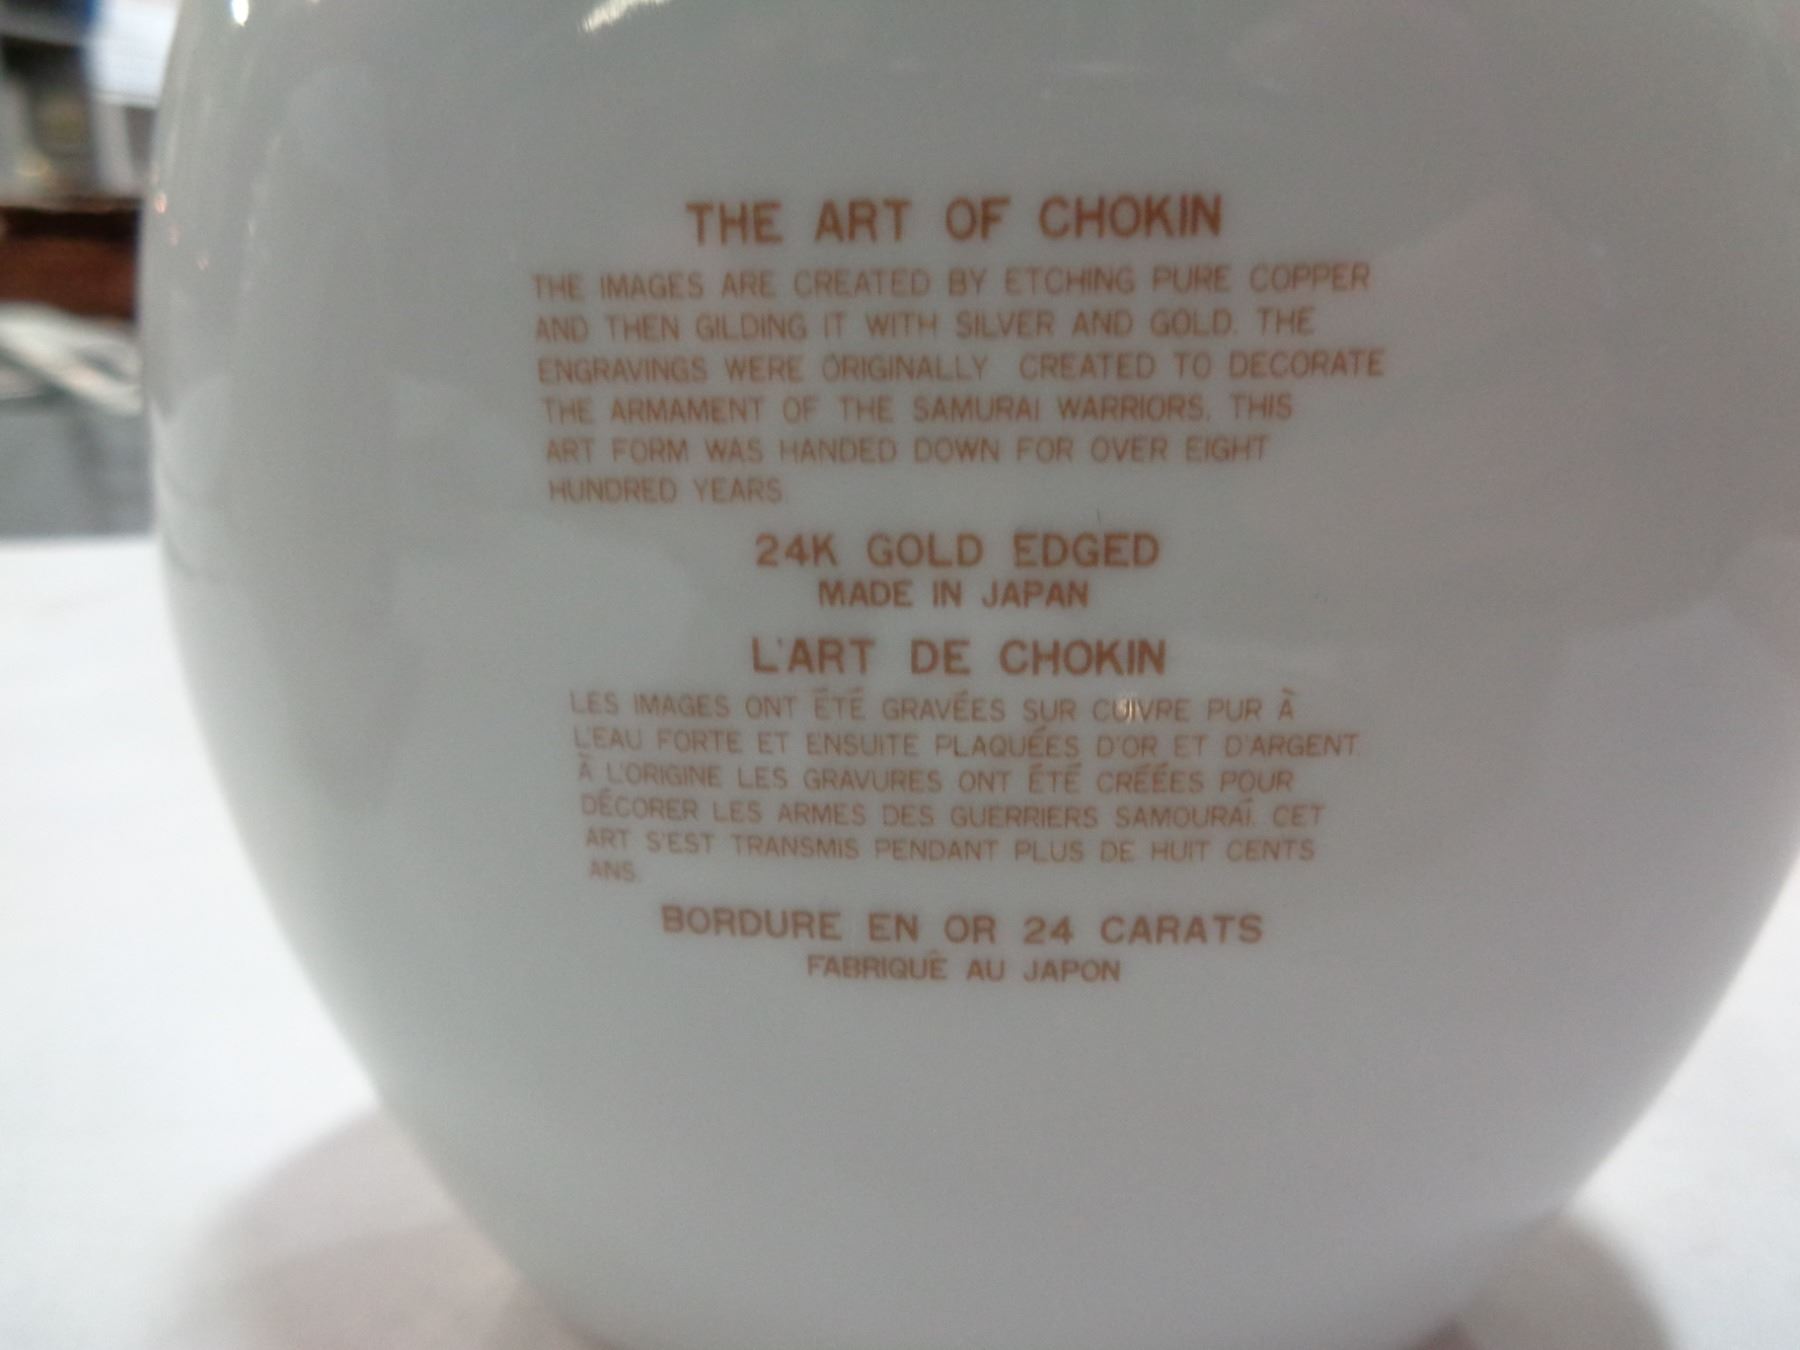 THE ART OF CHOKIN
THE IMAGES ARE CREATED BY ETCHING PURE COPPER
AND THEN GILDING IT WITH SILVER AND GOLD. THE
ENGRAVINGS WERE ORIGINALLY CREATED TO DECORATE
THE ARMAMENT OF THE SAMURAI WARRIORS. THIS
ART FORM WAS HANDED DOWN FOR OVER EIGHT
HUNDRED YEARS
24K GOLD EDGED
MADE IN JAPAN
L'ART DE CHOKIN
LES IMAGES ONT ÉTÉ GRAVÉES SUR CUIVRE PUR À
L'EAU FORTE ET ENSUITE PLAQUÉES D'OR ET D'ARGENT.
À L'ORIGINE LES GRAVURES ONT ÉTÉ CRÉÉES POUR
DÉCORER LES ARMES DES GUERRIERS SAMOURAÏ. CET
ART S'EST TRANSMIS PENDANT PLUS DE HUIT CENTS
ANS.
BORDURE EN OR 24 CARATS
FABRIQUÉ AU JAPON